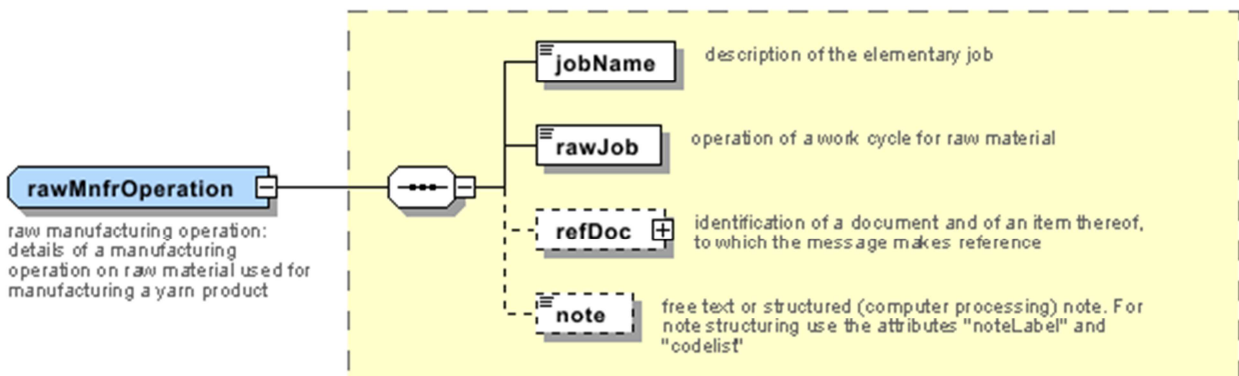 jobName
description of the elementary job
rawJob
operation of a work cycle for raw material
rawMnfrOperation
raw manufacturing operation:
details of a manufacturing
operation on raw material used for
manufacturing a yarn product
refDoc
identification of a document and of an item thereof,
to which the message makes reference
note
free text or structured (computer processing) note. For
note structuring use the attributes "noteLabel" and
"codelist"